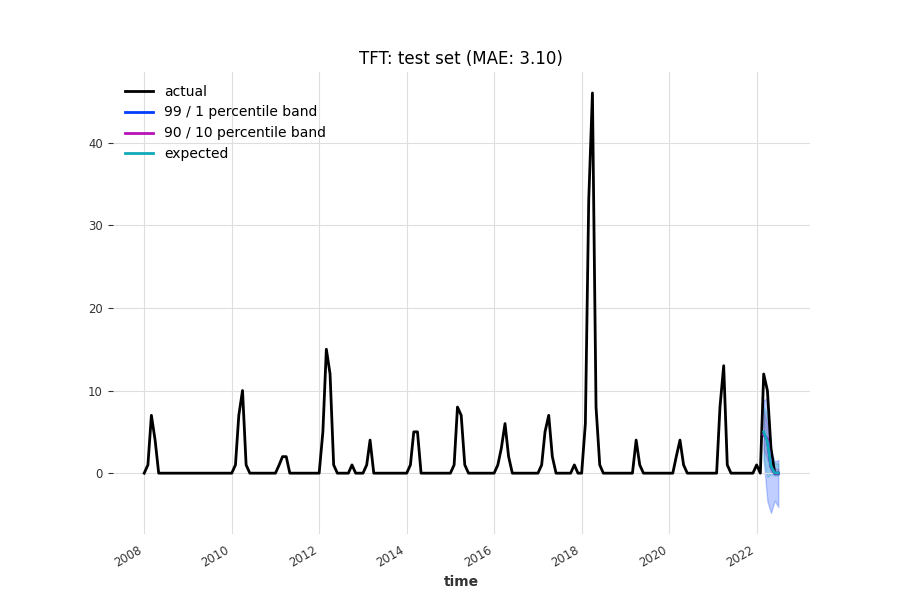 TFT: test set (MAE: 3.10)
actual
99 / 1 percentile band
90 / 10 percentile band
expected
40
30
20
10
0
2008 2010 2012 2014 2016 2018 2020 2022
time